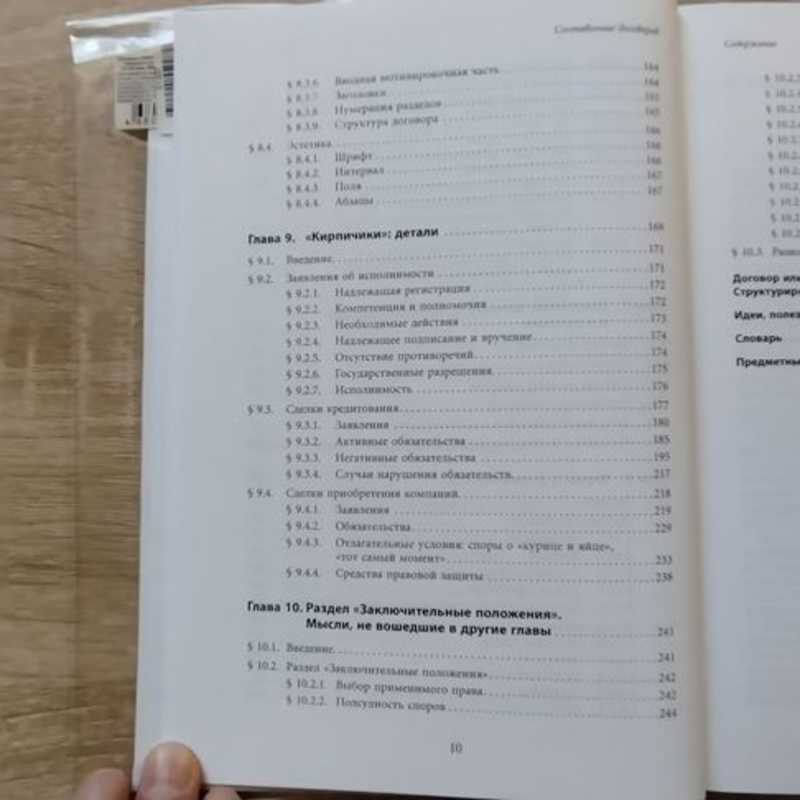 Составление договора
§ 8.3.6. Вводная мотивировочная часть 164
§ 8.3.7. Заголовки 164
§ 8.3.8. Нумерация разделов
§ 8.3.9. Структура договора 165
§ 8.4. Эстетика 166
§ 8.4.1. Шрифт 166
§ 8.4.2. Интервал 166
§ 8.4.3. Поля 167
§ 8.4.4. Абзацы 167
Глава 9. «Кирпичики»: детали 168
§ 9.1. Введение 171
§ 9.2. Заявления об исполнимости 171
§ 9.2.1. Надлежащая регистрация 172
§ 9.2.2. Компетенция и полномочия 172
§ 9.2.3. Необходимые действия 173
§ 9.2.4. Надлежащее подписание и вручение 174
§ 9.2.5. Отсутствие противоречий 174
§ 9.2.6. Государственные разрешения 175
§ 9.2.7. Исполнимость 176
§ 9.3. Сделки кредитования 177
§ 9.3.1. Заявления 180
§ 9.3.2. Активные обязательства 185
§ 9.3.3. Негативные обязательства 195
§ 9.3.4. Случаи нарушения обязательств 217
§ 9.4. Сделки приобретения компаний 218
§ 9.4.1. Заявления 219
§ 9.4.2. Обязательства 229
§ 9.4.3. Отлагательные условия: споры о «курице и яйце»,
«тот самый момент» 233
§ 9.4.4. Средства правовой защиты 238
Глава 10. Раздел «Заключительные положения».
Мысли, не вошедшие в другие главы 241
§ 10.1. Введение 241
§ 10.2. Раздел «Заключительные положения» 242
§ 10.2.1. Выбор применимого права 242
§ 10.2.2. Подсудность споров 244
10
Содержание
§ 10.3.
Договор или
Структуриро
Идеи, полез
Словарь
Предметны